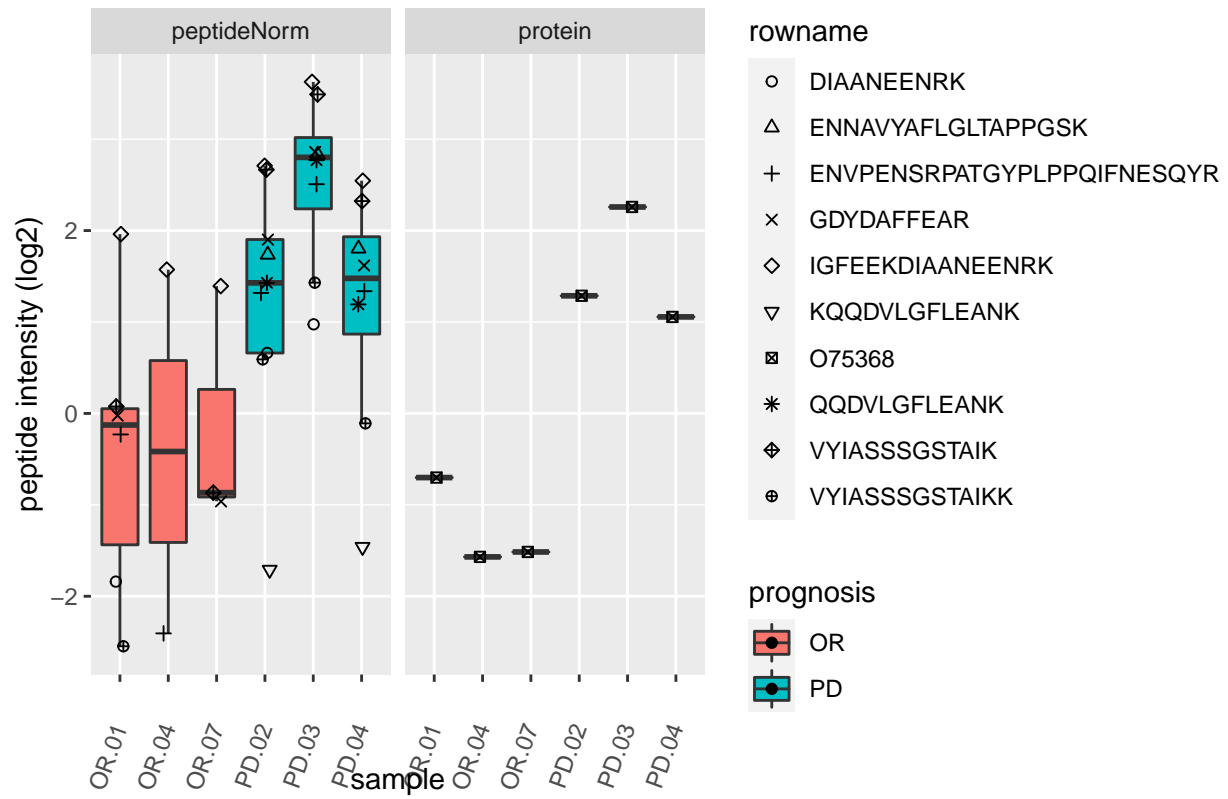 peptideNorm
protein
peptide intensity (log2)
2
0
−2
OR.01
OR.04
OR.07
PD.02
PD.03
PD.04
OR.01
OR.04
OR.07
PD.02
PD.03
PD.04
sample
rowname
DIAANEENRK
ENNAVYAFLGLTAPPGSK
ENVPENSRPATGYPLPPQIFNESQYR
GDYDAFFEAR
IGFEEKDIAANEENRK
KQQDVLGFLEANK
O75368
QQDVLGFLEANK
VYIASSSGSTAIK
VYIASSSGSTAIKK
prognosis
OR
PD